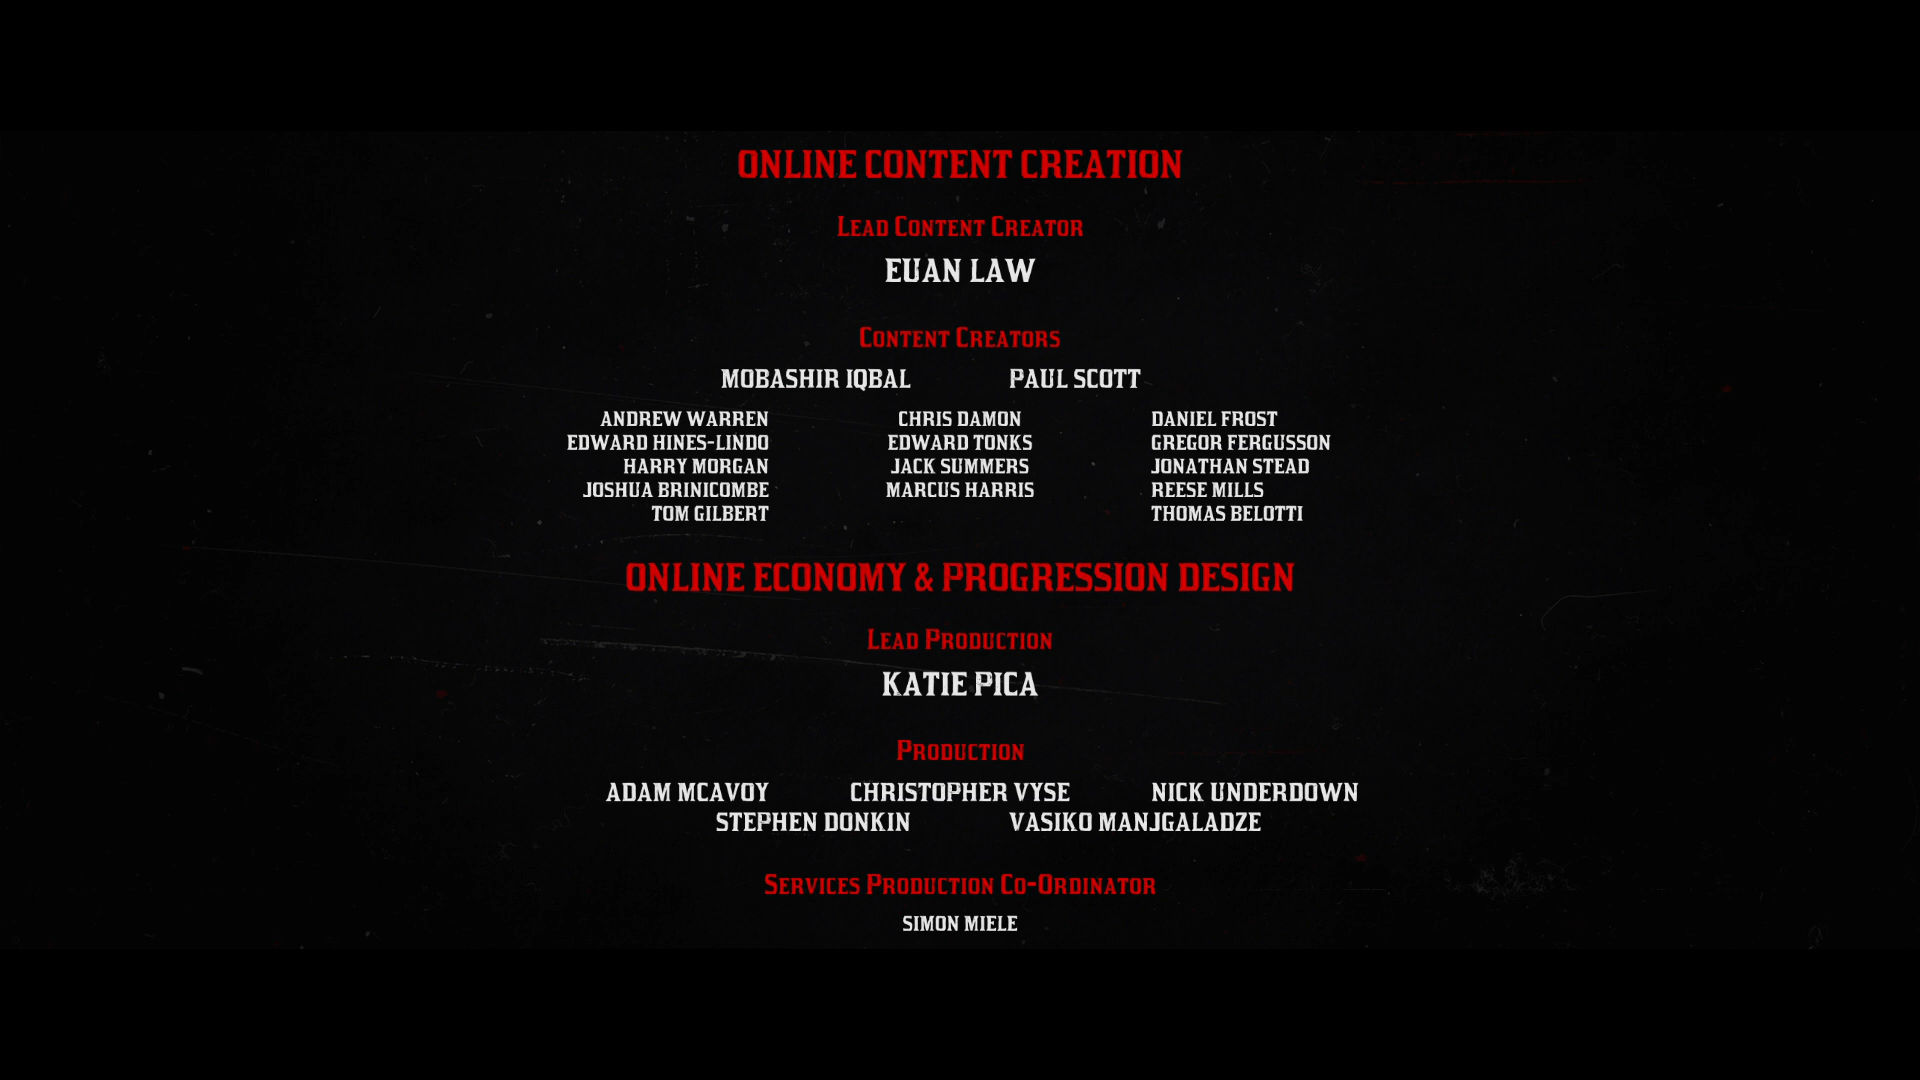 ONLINE CONTENT CREATION
LEAD CONTENT CREATOR
EUAN LAW
CONTENT CREATORS
MOBASHIR IQBAL PAUL SCOTT
ANDREW WARREN CHRIS DAMON DANIEL FROST
EDWARD HINES-LINDO EDWARD TONKS GREGOR FERGUSSON
HARRY MORGAN JACK SUMMERS JONATHAN STEAD
JOSHUA BRINICOMBE MARCUS HARRIS REESE MILLS
TOM GILBERT THOMAS BELOTTI
ONLINE ECONOMY & PROGRESSION DESIGN
LEAD PRODUCTION
KATIE PICA
PRODUCTION
ADAM MCAVOY CHRISTOPHER VYSE NICK UNDERDOWN
STEPHEN DONKIN VASIKO MANJGALADZE
SERVICES PRODUCTION CO-ORDINATOR
SIMON MIELE